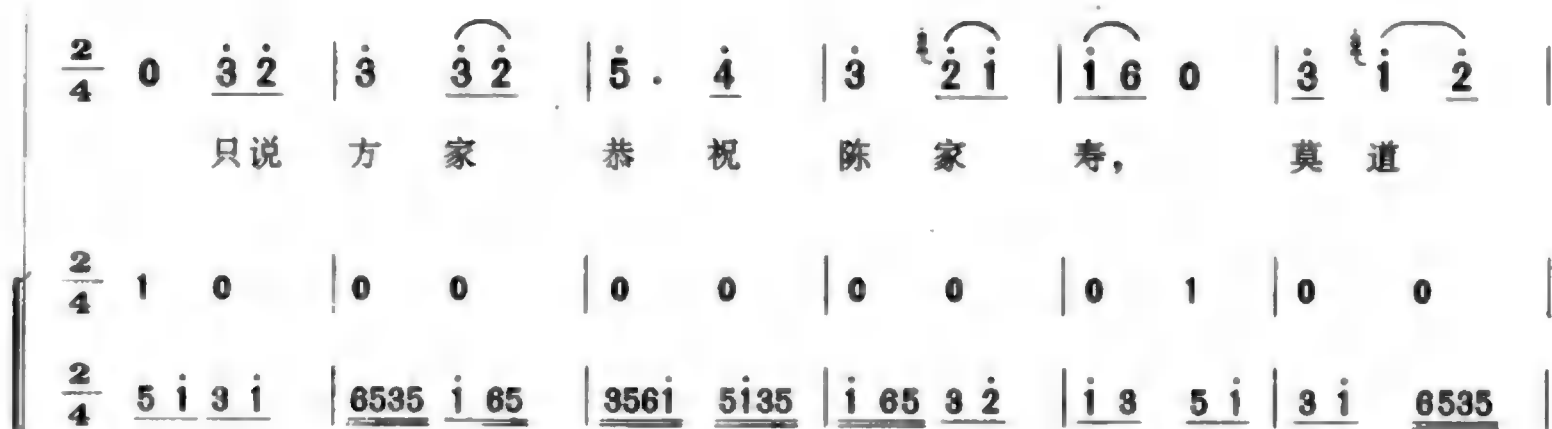 2/4 0 3̇ 2̇ | 3̇ 3̇ 2̇ | 5̇ . 4̇ | 3̇ 2̇ 1̇ | 1̇ 6 0 | 3̇ 1̇ 2̇ |
只说 方 家 恭 祝 陈 家 寿， 莫 道
2/4 1 0 | 0 0 | 0 0 | 0 0 | 0 1 | 0 0 |
2/4 5 1̇ 3 1̇ | 6535 1̇ 65 | 3561̇ 51̇35 | 1̇ 65 3 2̇ | 1̇ 3 5 1̇ | 3 1̇ 6535 |